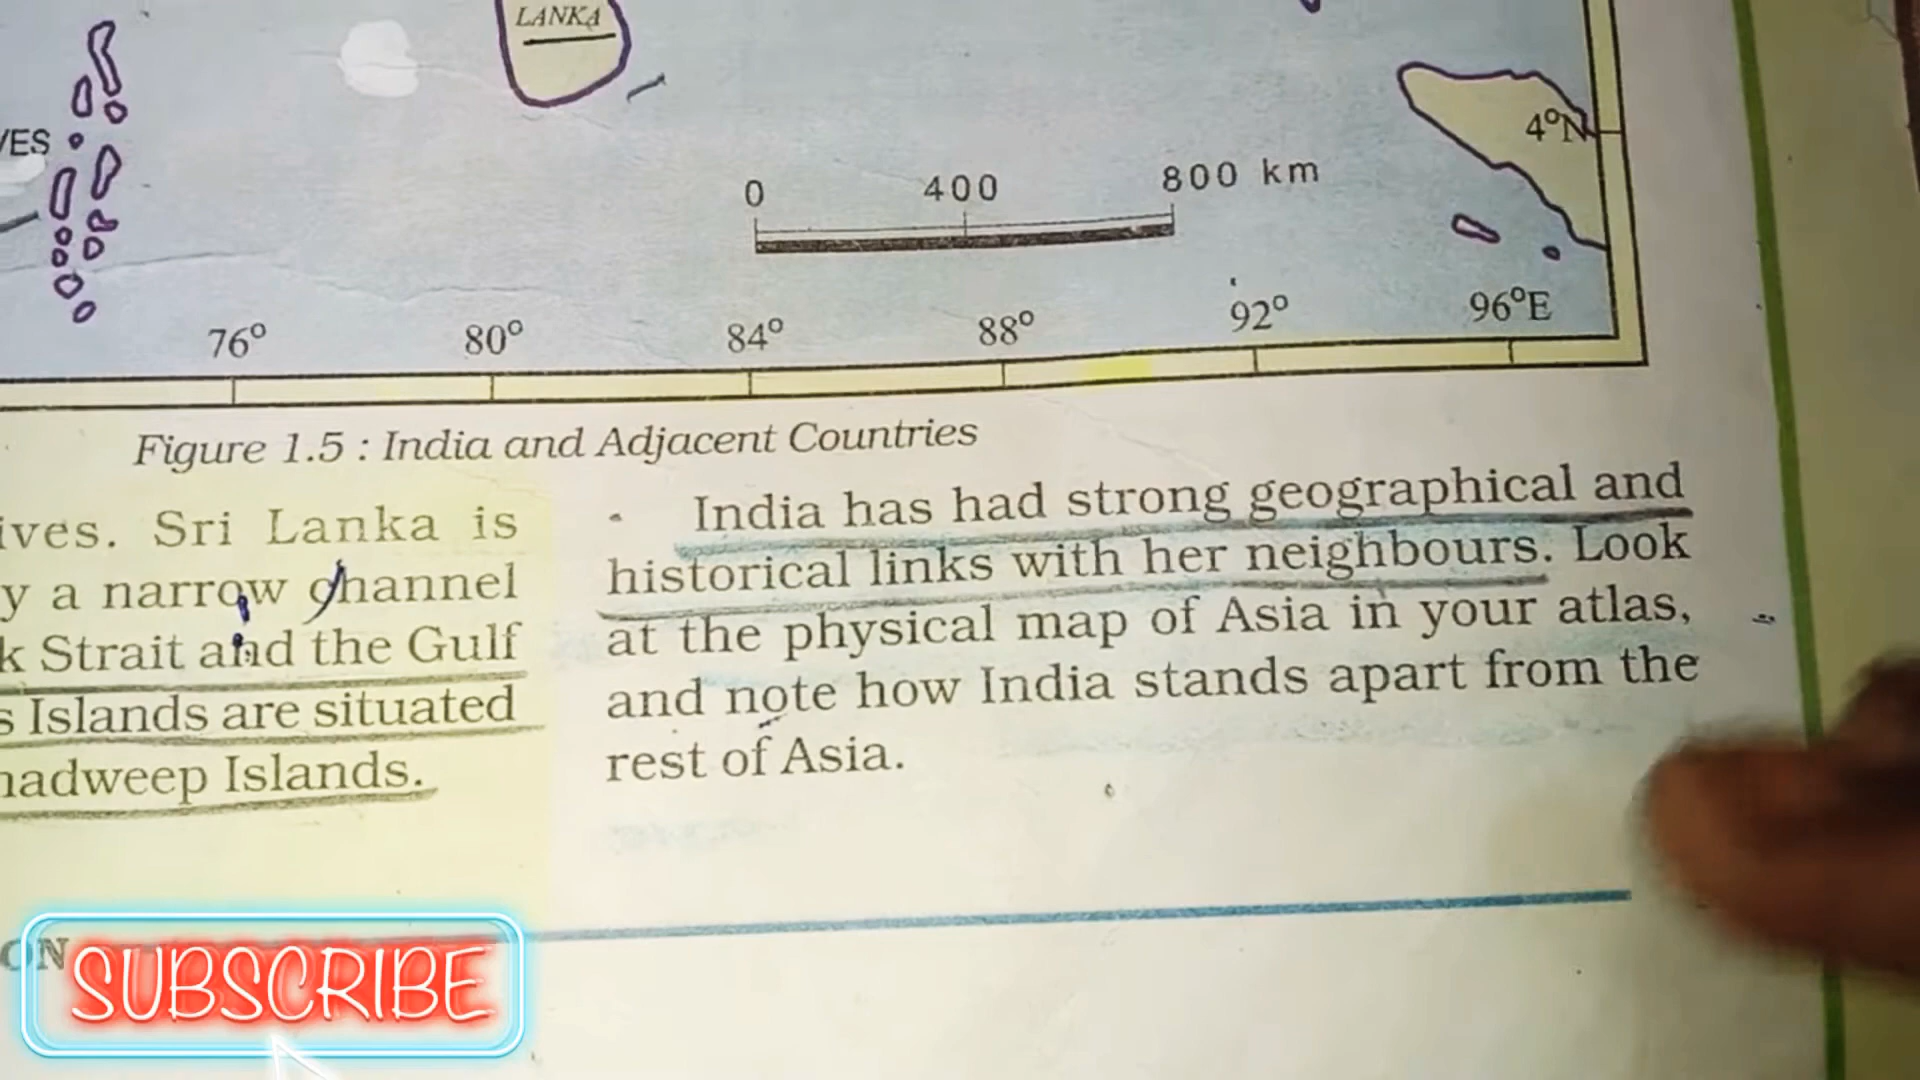 LANKA
VES
4°N
0 400 800 km
76° 80° 84° 88° 92° 96°E
Figure 1.5 : India and Adjacent Countries
ives. Sri Lanka is
y a narrow channel
k Strait and the Gulf
s Islands are situated
hadweep Islands.
India has had strong geographical and
historical links with her neighbours. Look
at the physical map of Asia in your atlas,
and note how India stands apart from the
rest of Asia.
ON
SUBSCRIBE